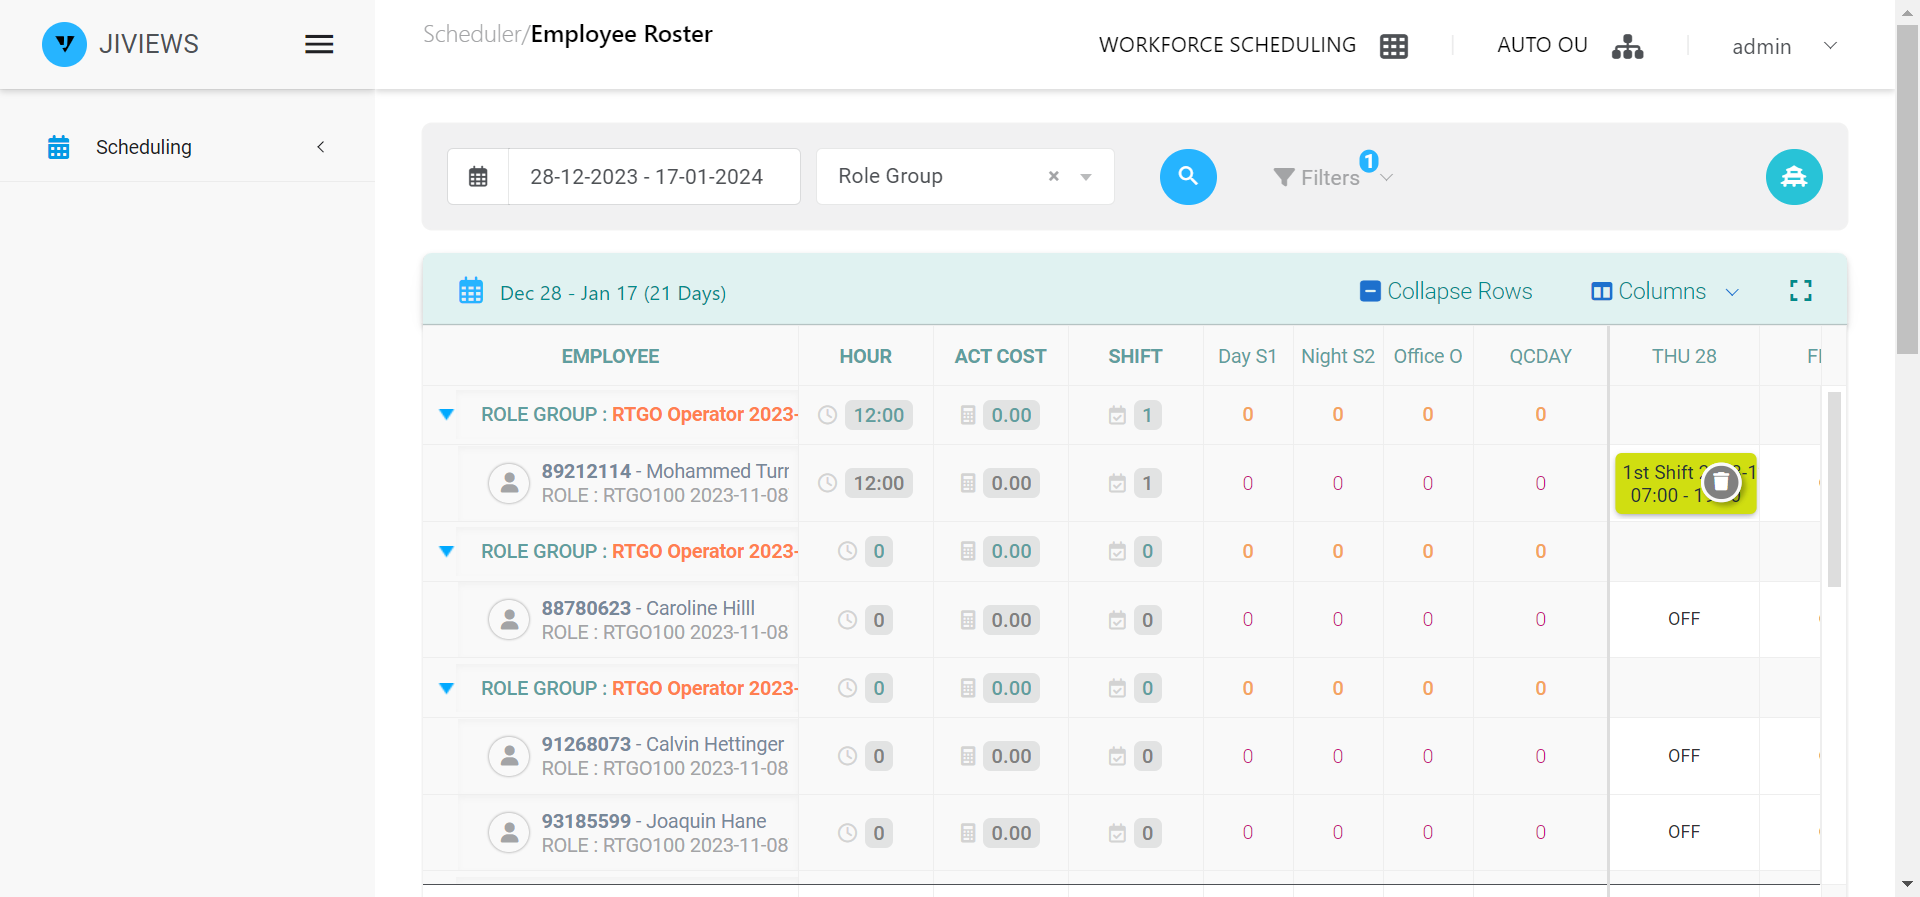 JIVIEWS
Scheduler/Employee Roster
WORKFORCE SCHEDULING
AUTO OU
admin
Scheduling
28-12-2023 - 17-01-2024
Role Group
Filters
1
Dec 28 - Jan 17 (21 Days)
Collapse Rows
Columns
EMPLOYEE HOUR ACT COST SHIFT Day S1 Night S2 Office O QCDAY THU 28
ROLE GROUP : RTGO Operator 2023- 12:00 0.00 1 0 0 0 0
89212114 - Mohammed Turr
ROLE : RTGO100 2023-11-08
12:00 0.00 1 0 0 0 0
1st Shift
07:00 -
ROLE GROUP : RTGO Operator 2023- 0 0.00 0 0 0 0 0
88780623 - Caroline Hilll
ROLE : RTGO100 2023-11-08
0 0.00 0 0 0 0 0 OFF
ROLE GROUP : RTGO Operator 2023- 0 0.00 0 0 0 0 0
91268073 - Calvin Hettinger
ROLE : RTGO100 2023-11-08
0 0.00 0 0 0 0 0 OFF
93185599 - Joaquin Hane
ROLE : RTGO100 2023-11-08
0 0.00 0 0 0 0 0 OFF